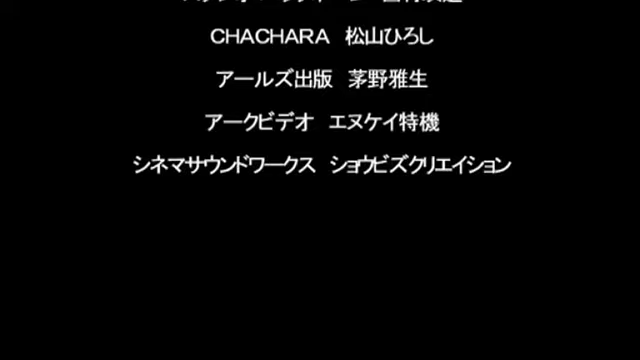 CHACHARA 松山ひろし
アールズ出版 茅野雅生
アークビデオ エヌケイ特機
シネマサウンドワークス ショウビズクリエイション